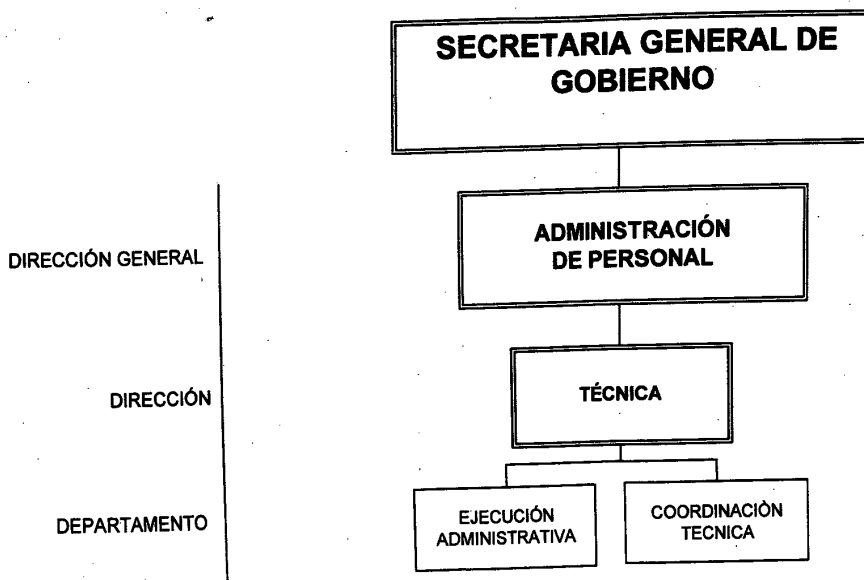 SECRETARIA GENERAL DE
GOBIERNO
DIRECCIÓN GENERAL
ADMINISTRACIÓN
DE PERSONAL
DIRECCIÓN
TÉCNICA
DEPARTAMENTO
EJECUCIÓN
ADMINISTRATIVA
COORDINACIÒN
TECNICA